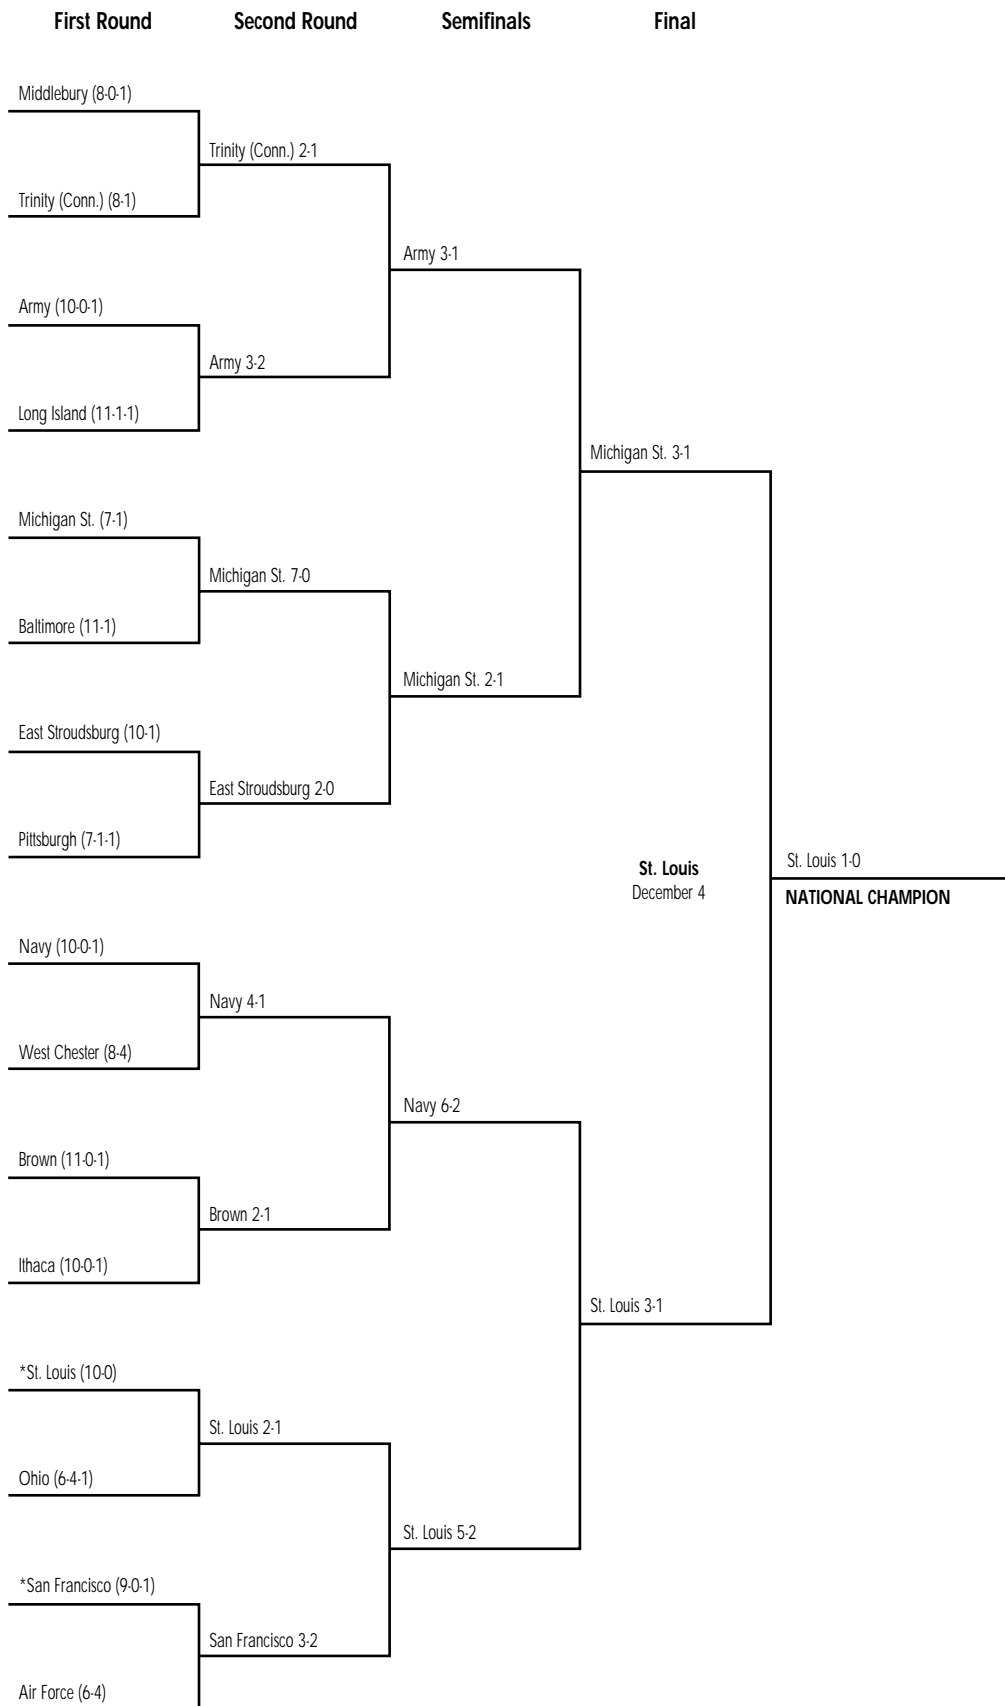 First Round Second Round Semifinals Final
Middlebury (8-0-1)
Trinity (Conn.) 2-1
Trinity (Conn.) (8-1)
Army 3-1
Army (10-0-1)
Army 3-2
Long Island (11-1-1)
Michigan St. 3-1
Michigan St. (7-1)
Michigan St. 7-0
Baltimore (11-1)
Michigan St. 2-1
East Stroudsburg (10-1)
East Stroudsburg 2-0
Pittsburgh (7-1-1)
St. Louis 1-0
St. Louis
December 4
NATIONAL CHAMPION
Navy (10-0-1)
Navy 4-1
West Chester (8-4)
Navy 6-2
Brown (11-0-1)
Brown 2-1
Ithaca (10-0-1)
St. Louis 3-1
*St. Louis (10-0)
St. Louis 2-1
Ohio (6-4-1)
St. Louis 5-2
*San Francisco (9-0-1)
San Francisco 3-2
Air Force (6-4)